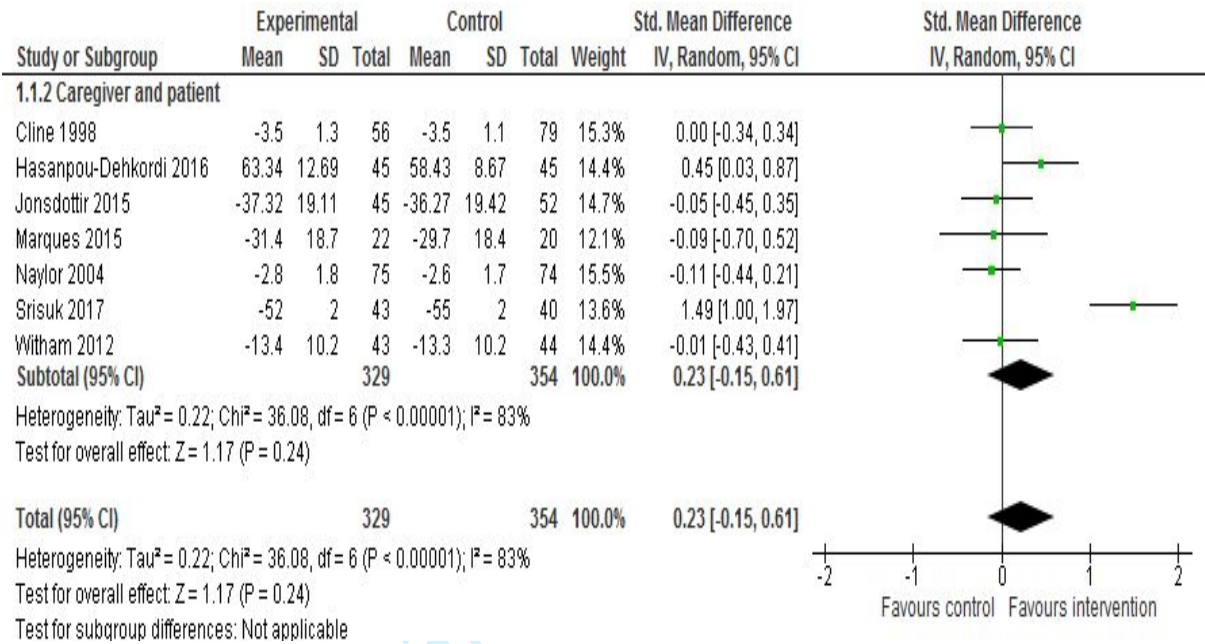 Experimental Control Std. Mean Difference Std. Mean Difference
Study or Subgroup Mean SD Total Mean SD Total Weight IV, Random, 95% CI IV, Random, 95% CI
1.1.2 Caregiver and patient
Cline 1998 -3.5 1.3 56 -3.5 1.1 79 15.3% 0.00 [-0.34, 0.34]
Hasanpou-Dehkordi 2016 63.34 12.69 45 58.43 8.67 45 14.4% 0.45 [0.03, 0.87]
Jonsdottir 2015 -37.32 19.11 45 -36.27 19.42 52 14.7% -0.05 [-0.45, 0.35]
Marques 2015 -31.4 18.7 22 -29.7 18.4 20 12.1% -0.09 [-0.70, 0.52]
Naylor 2004 -2.8 1.8 75 -2.6 1.7 74 15.5% -0.11 [-0.44, 0.21]
Srisuk 2017 -52 2 43 -55 2 40 13.6% 1.49 [1.00, 1.97]
Witham 2012 -13.4 10.2 43 -13.3 10.2 44 14.4% -0.01 [-0.43, 0.41]
Subtotal (95% CI) 329 354 100.0% 0.23 [-0.15, 0.61]
Heterogeneity: Tau² = 0.22; Chi² = 36.08, df = 6 (P < 0.00001); I² = 83%
Test for overall effect: Z = 1.17 (P = 0.24)
Total (95% CI) 329 354 100.0% 0.23 [-0.15, 0.61]
Heterogeneity: Tau² = 0.22; Chi² = 36.08, df = 6 (P < 0.00001); I² = 83%
Test for overall effect: Z = 1.17 (P = 0.24)
Test for subgroup differences: Not applicable
-2 -1 0 1 2
Favours control Favours intervention